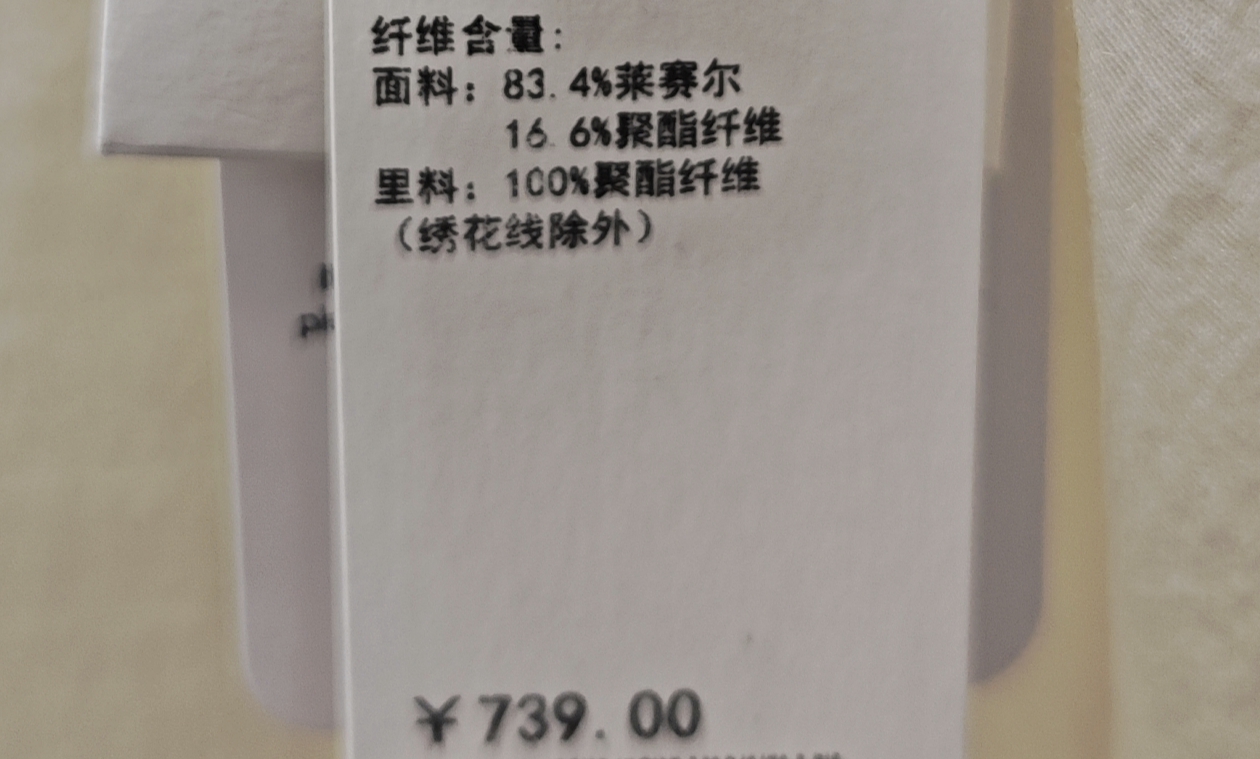 纤维含量:
面料: 83.4%莱赛尔
16.6%聚酯纤维
里料: 100%聚酯纤维
（绣花线除外）
¥739.00